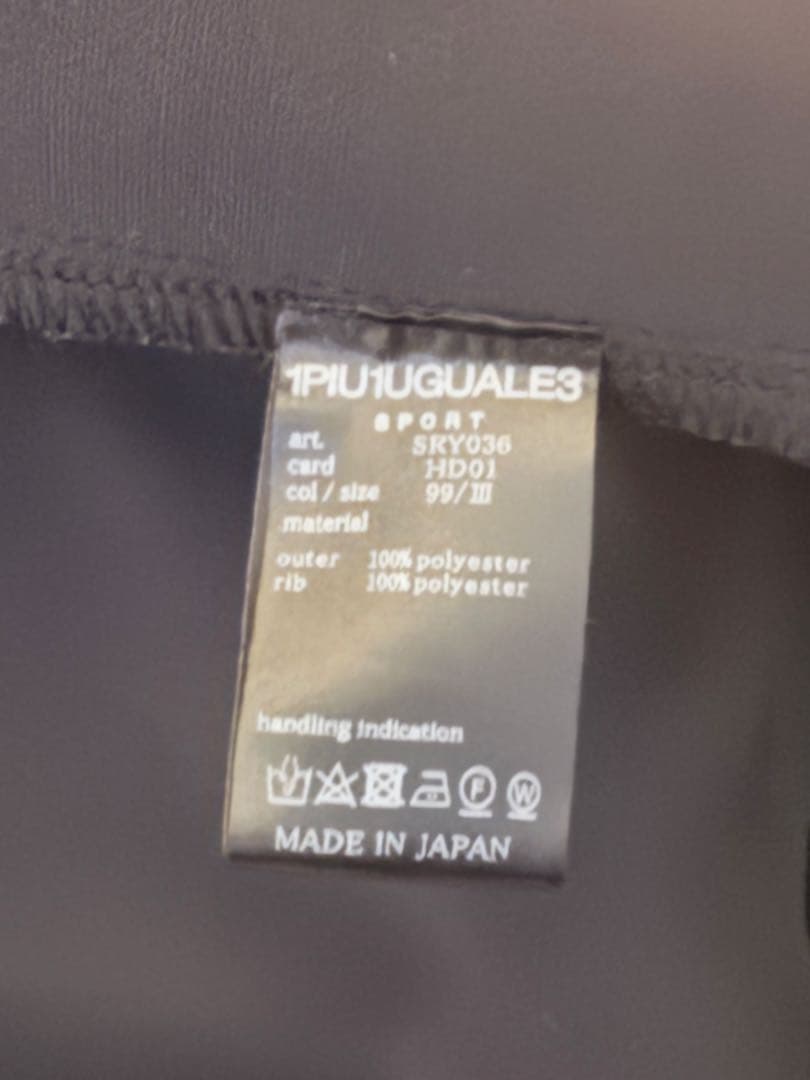 1PIU1UGUALE3
SPORT
art. SRY036
card HD01
col / size 99/III
material
outer 100% polyester
rib 100% polyester
handling indication
F W
MADE IN JAPAN